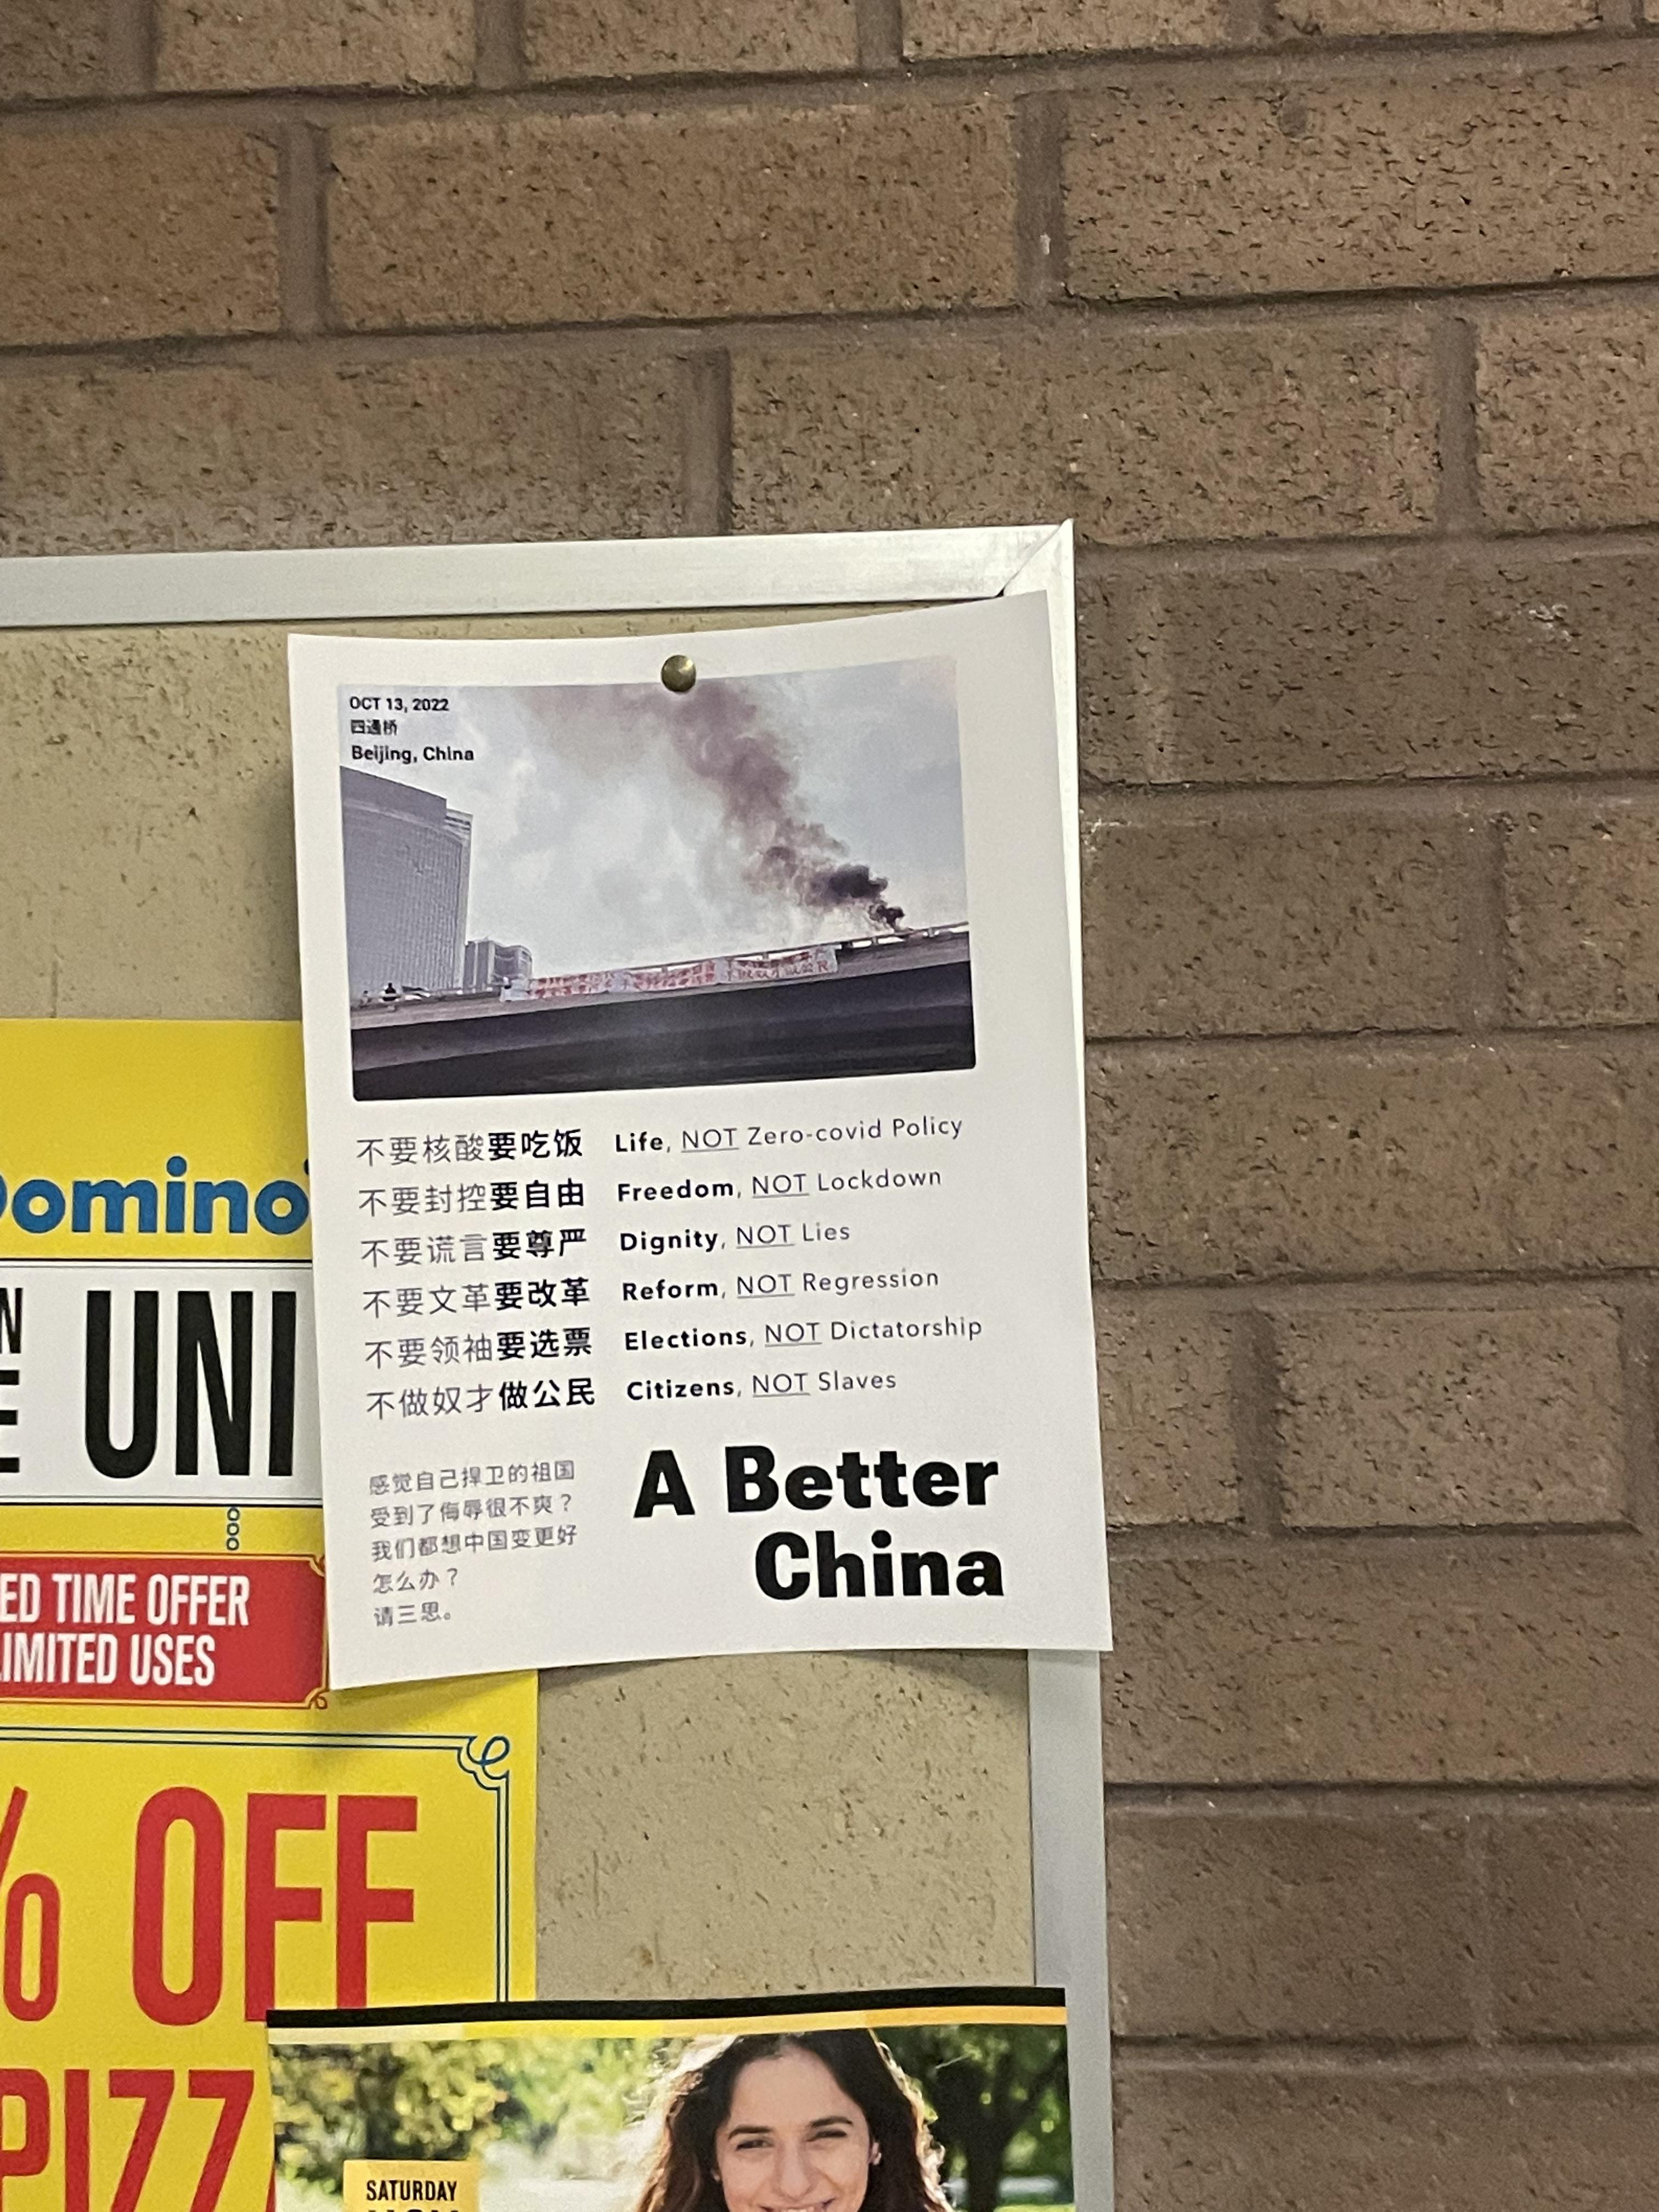 OCT 13, 2022
四通桥
Beijing, China
不要核酸要吃饭 Life, NOT Zero-covid Policy
不要封控要自由 Freedom, NOT Lockdown
不要谎言要尊严 Dignity, NOT Lies
不要文革要改革 Reform, NOT Regression
不要领袖要选票 Elections, NOT Dictatorship
不做奴才做公民 Citizens, NOT Slaves
感觉自己捍卫的祖国
受到了侮辱很不爽？
我们都想中国变更好
怎么办？
请三思。
A Better
China
Domino'
UNI
ED TIME OFFER
LIMITED USES
% OFF
PIZZ
SATURDAY